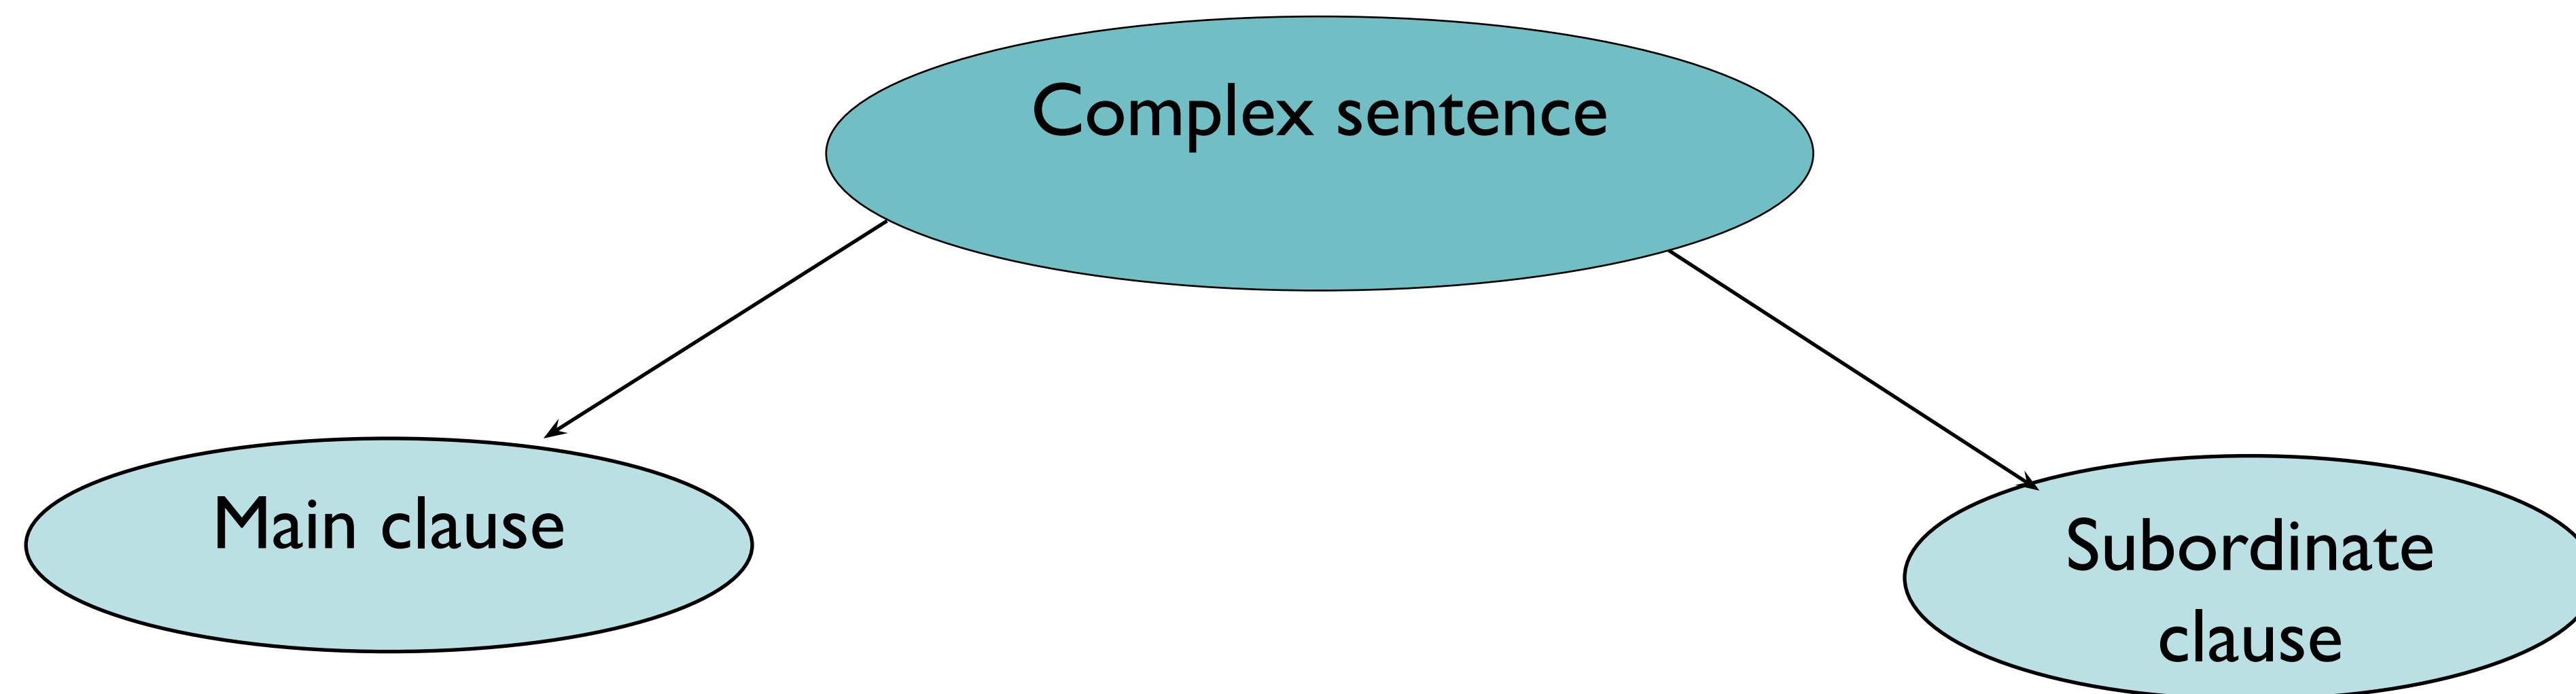 Complex sentence
Main clause
Subordinate
clause